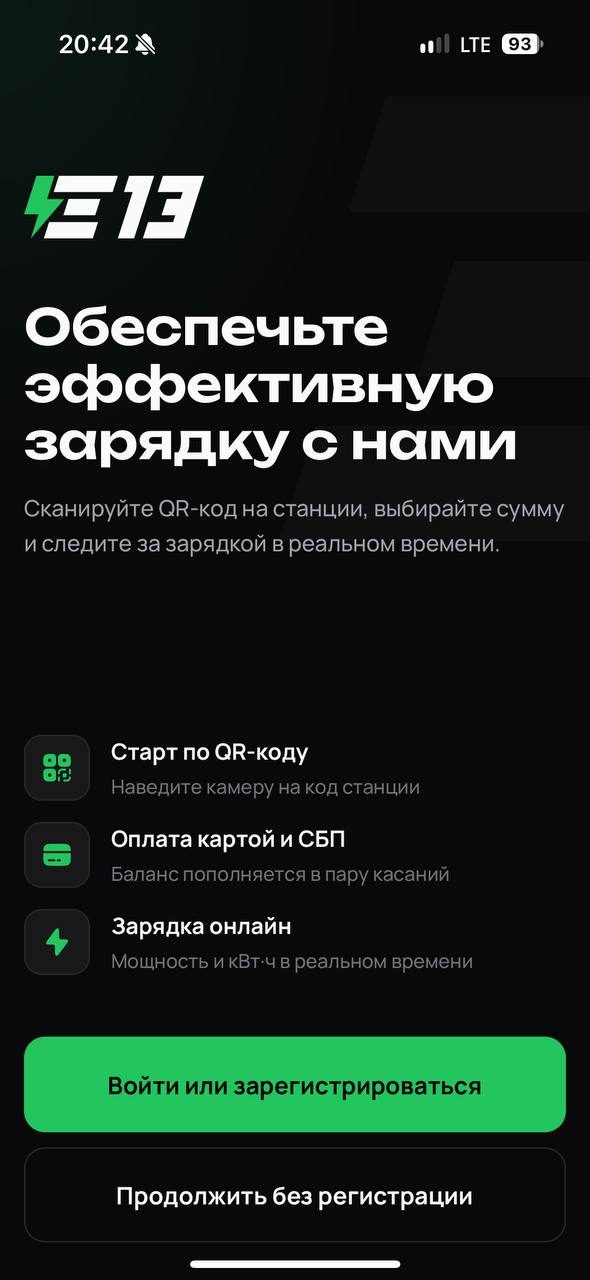 20:42 LTE 93
E13
Обеспечьте
эффективную
зарядку с нами
Сканируйте QR-код на станции, выбирайте сумму
и следите за зарядкой в реальном времени.
Старт по QR-коду
Наведите камеру на код станции
Оплата картой и СБП
Баланс пополняется в пару касаний
Зарядка онлайн
Мощность и кВт·ч в реальном времени
Войти или зарегистрироваться
Продолжить без регистрации